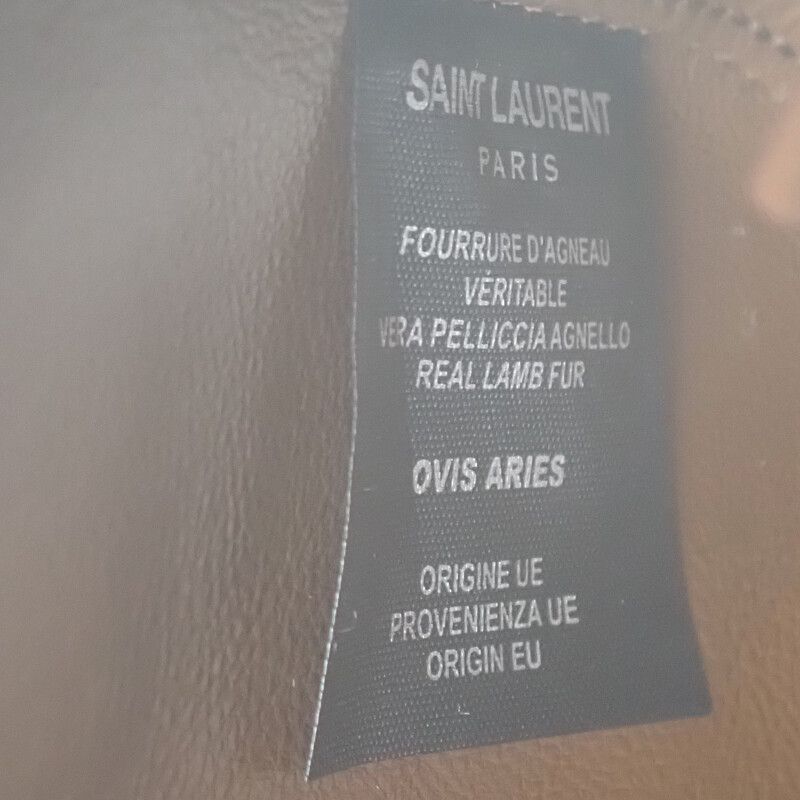 SAINT LAURENT
PARIS
FOURRURE D'AGNEAU
VÉRITABLE
VERA PELLICCIA AGNELLO
REAL LAMB FUR
OVIS ARIES
ORIGINE UE
PROVENIENZA UE
ORIGIN EU